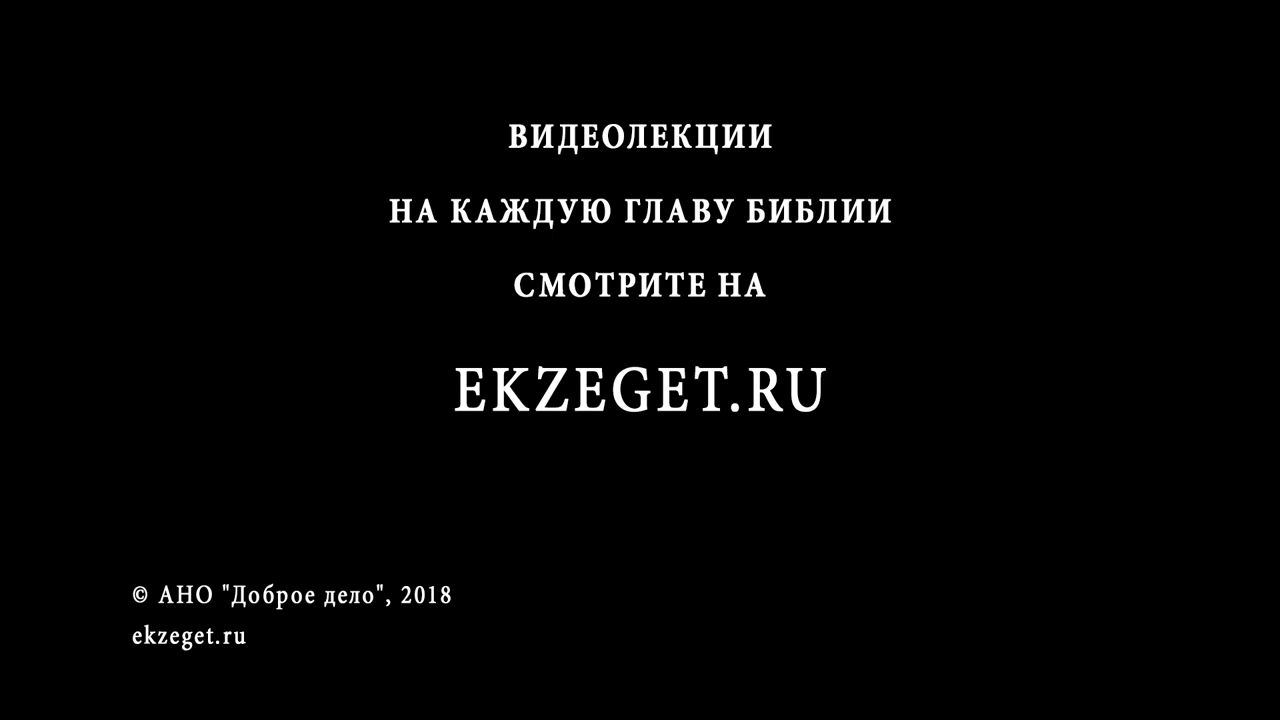 ВИДЕОЛЕКЦИИ
НА КАЖДУЮ ГЛАВУ БИБЛИИ
СМОТРИТЕ НА
EKZEGET.RU
© АНО "Доброе дело", 2018
ekzeget.ru